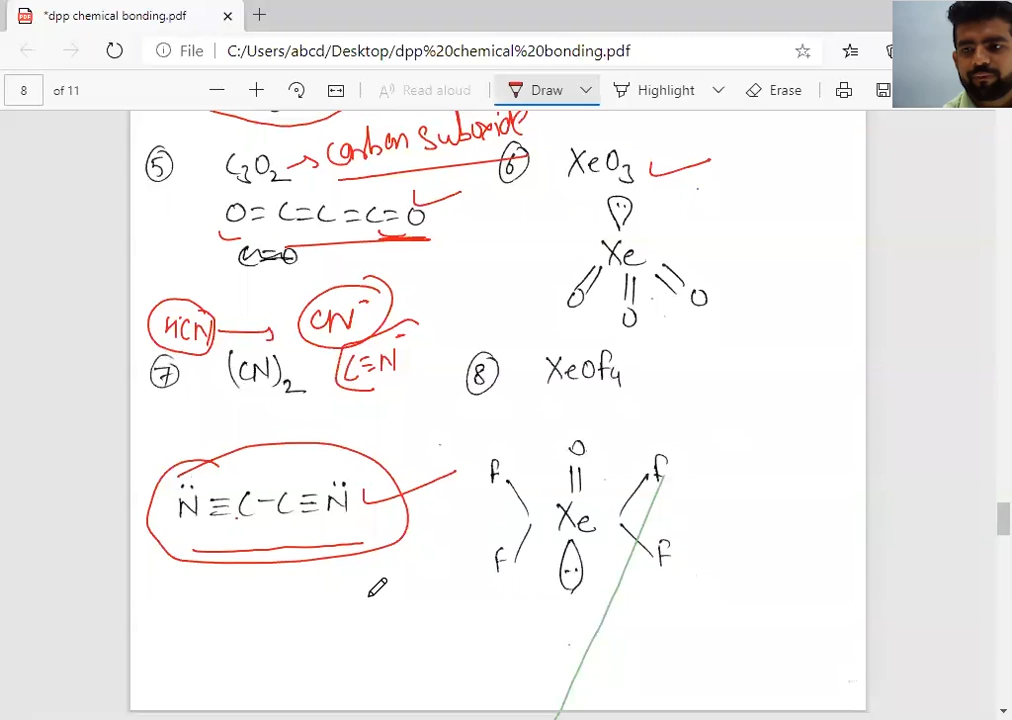 *dpp chemical bonding.pdf
File C:/Users/abcd/Desktop/dpp%20chemical%20bonding.pdf
8 of 11 Read aloud Draw Highlight Erase
5 C3O2 → Carbon Suboxide
O=C=C=C=O
C=O
6 XeO3
Xe
O O O
HCN → CN⁻
7 (CN)2 C≡N⁻
N̈≡C-C≡N̈
8 XeOf4
O
f f
Xe
f f